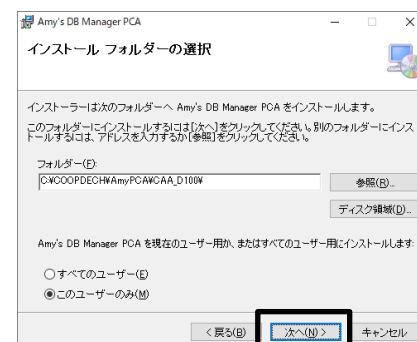 Amy's DB Manager PCA
インストール フォルダーの選択
インストーラーは次のフォルダーへ Amy's DB Manager PCA をインストールします。
このフォルダーにインストールするには[次へ]をクリックしてください。別のフォルダーにインス
トールするには、アドレスを入力するか[参照]をクリックしてください。
フォルダー(F):
C:¥COOPDECH¥AmyPCA¥CAA_D100¥
参照(R)...
ディスク領域(D)...
Amy's DB Manager PCA を現在のユーザー用か、またはすべてのユーザー用にインストールします:
すべてのユーザー(E)
このユーザーのみ(M)
< 戻る(B)
次へ(N) >
キャンセル